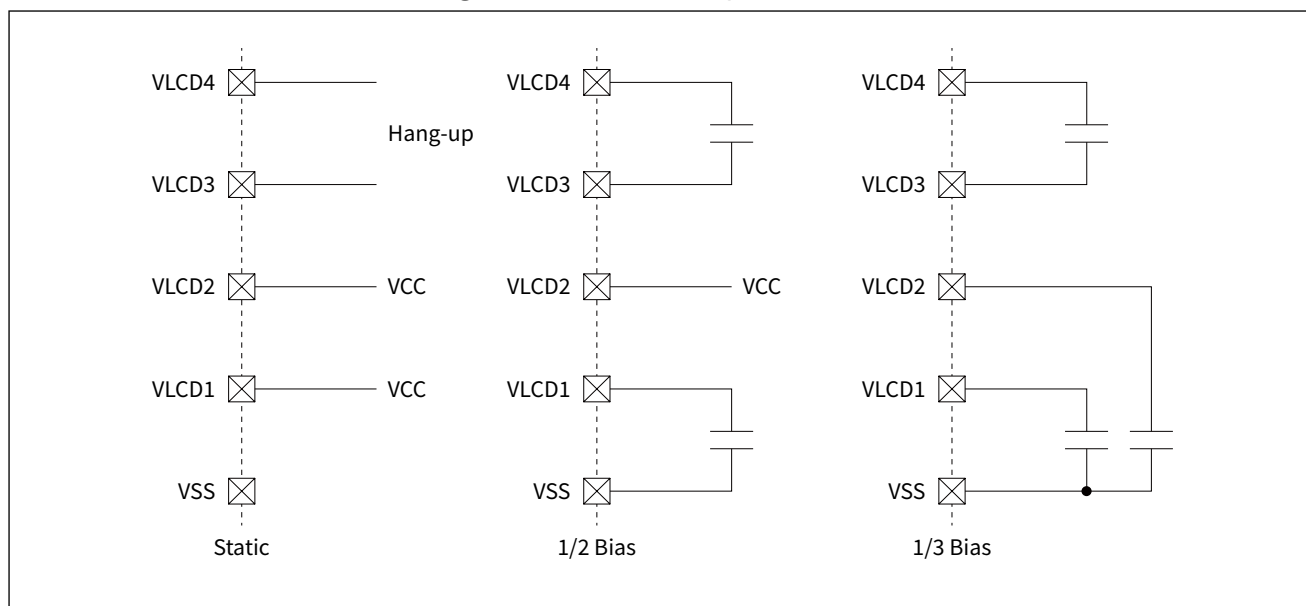 VLCD4
VLCD3
VLCD2
VLCD1
VSS
Hang-up
VCC
VCC
Static
VLCD4
VLCD3
VLCD2
VLCD1
VSS
VCC
1/2 Bias
VLCD4
VLCD3
VLCD2
VLCD1
VSS
1/3 Bias